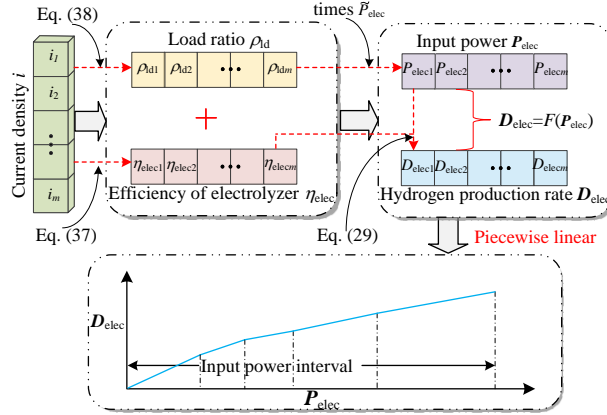 Eq. (38)
Load ratio ρld
times P̃elec
Input power Pelec
Current density i
i1
i2
im
ρld1 ρld2 ••• ρldm
Pelec1 Pelec2 ••• Pelecm
+
Delec=F(Pelec)
ηelec1 ηelec2 ••• ηelecm
Delec1 Delec2 ••• Delecm
Efficiency of electrolyzer ηelec
Hydrogen production rate Delec
Eq. (37)
Eq. (29)
Piecewise linear
Delec
Input power interval
Pelec